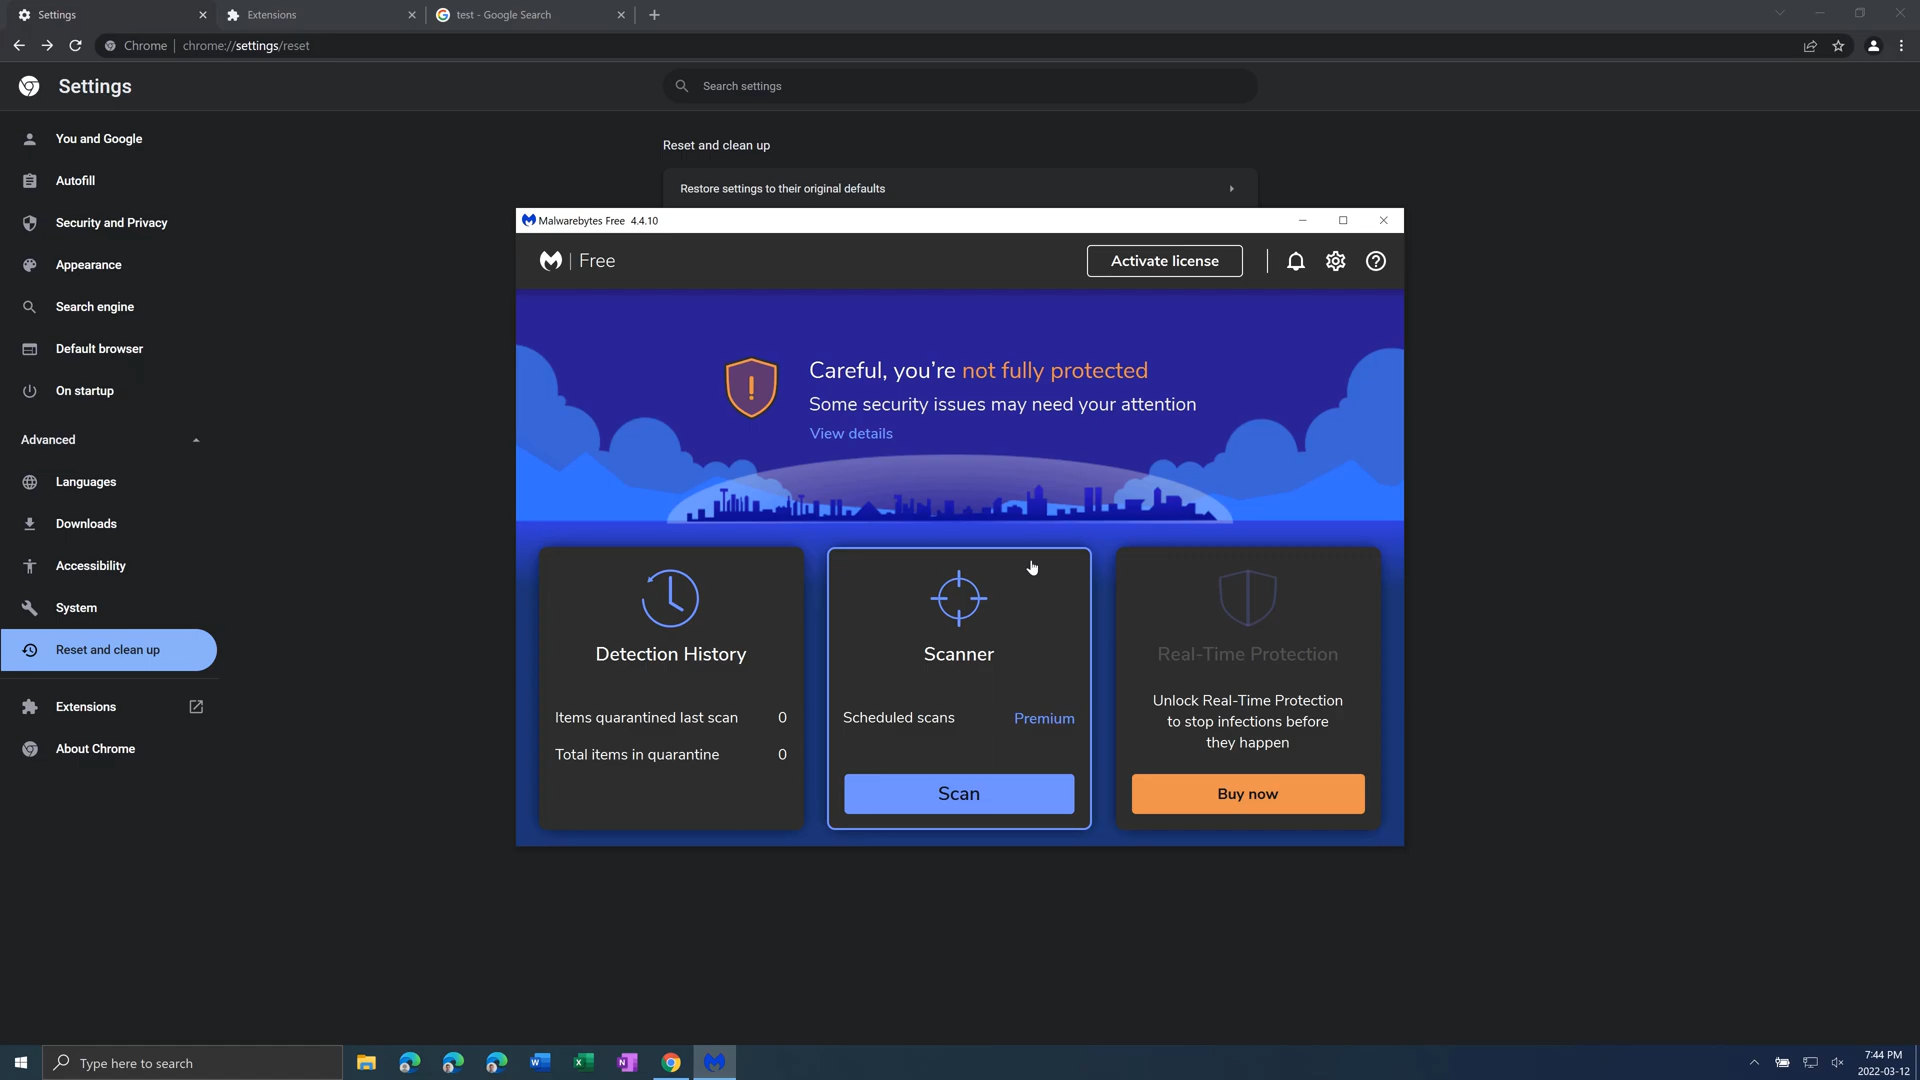 Settings
Extensions
test - Google Search
Chrome
chrome://settings/reset
Settings
Search settings
You and Google
Autofill
Security and Privacy
Appearance
Search engine
Default browser
On startup
Advanced
Languages
Downloads
Accessibility
System
Reset and clean up
Extensions
About Chrome
Reset and clean up
Restore settings to their original defaults
Malwarebytes Free 4.4.10
Free
Activate license
Careful, you're not fully protected
Some security issues may need your attention
View details
Detection History
Items quarantined last scan 0
Total items in quarantine 0
Scanner
Scheduled scans Premium
Scan
Real-Time Protection
Unlock Real-Time Protection
to stop infections before
they happen
Buy now
Type here to search
7:44 PM
2022-03-12